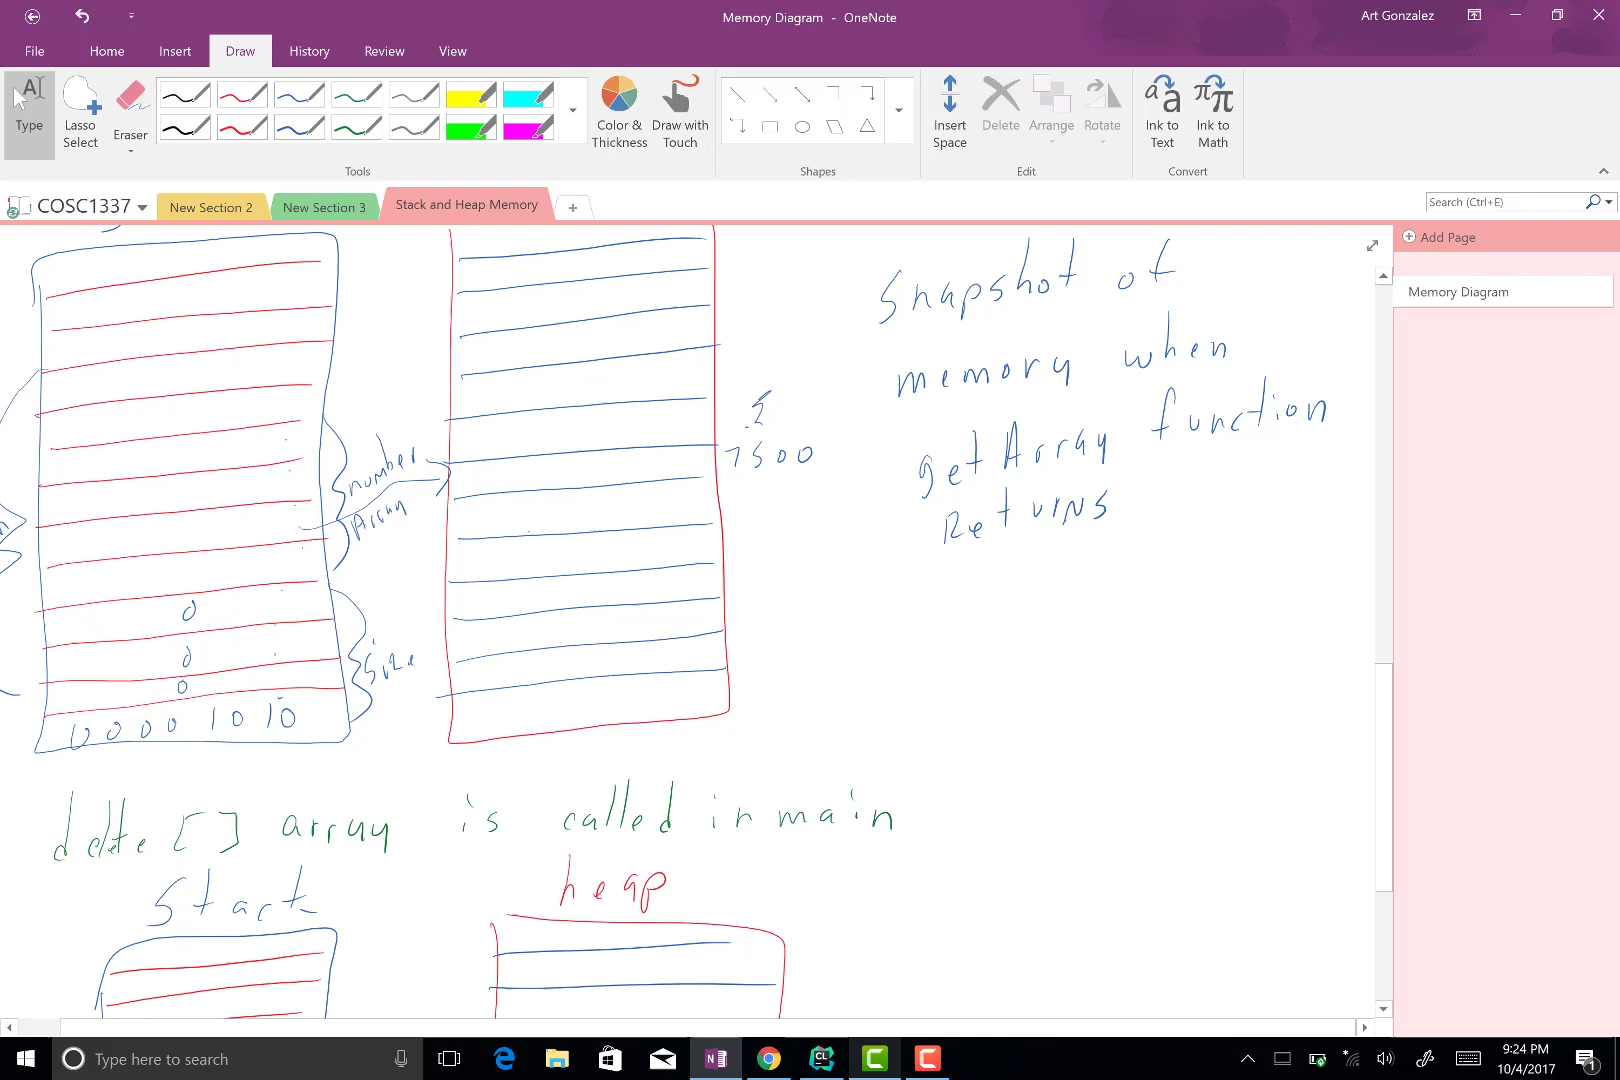 Memory Diagram - OneNote
Art Gonzalez
File Home Insert Draw History Review View
Type
Lasso Select
Eraser
Color & Thickness
Draw with Touch
Insert Space
Delete
Arrange
Rotate
Ink to Text
Ink to Math
Tools
Shapes
Edit
Convert
COSC1337
New Section 2
New Section 3
Stack and Heap Memory
Search (Ctrl+E)
Add Page
Memory Diagram
Snapshot of
memory when
getArray function
Returns
7500
number
Array
0
0
0
Size
00001010
delete [] array is called in main
heap
Type here to search
9:24 PM
10/4/2017
1